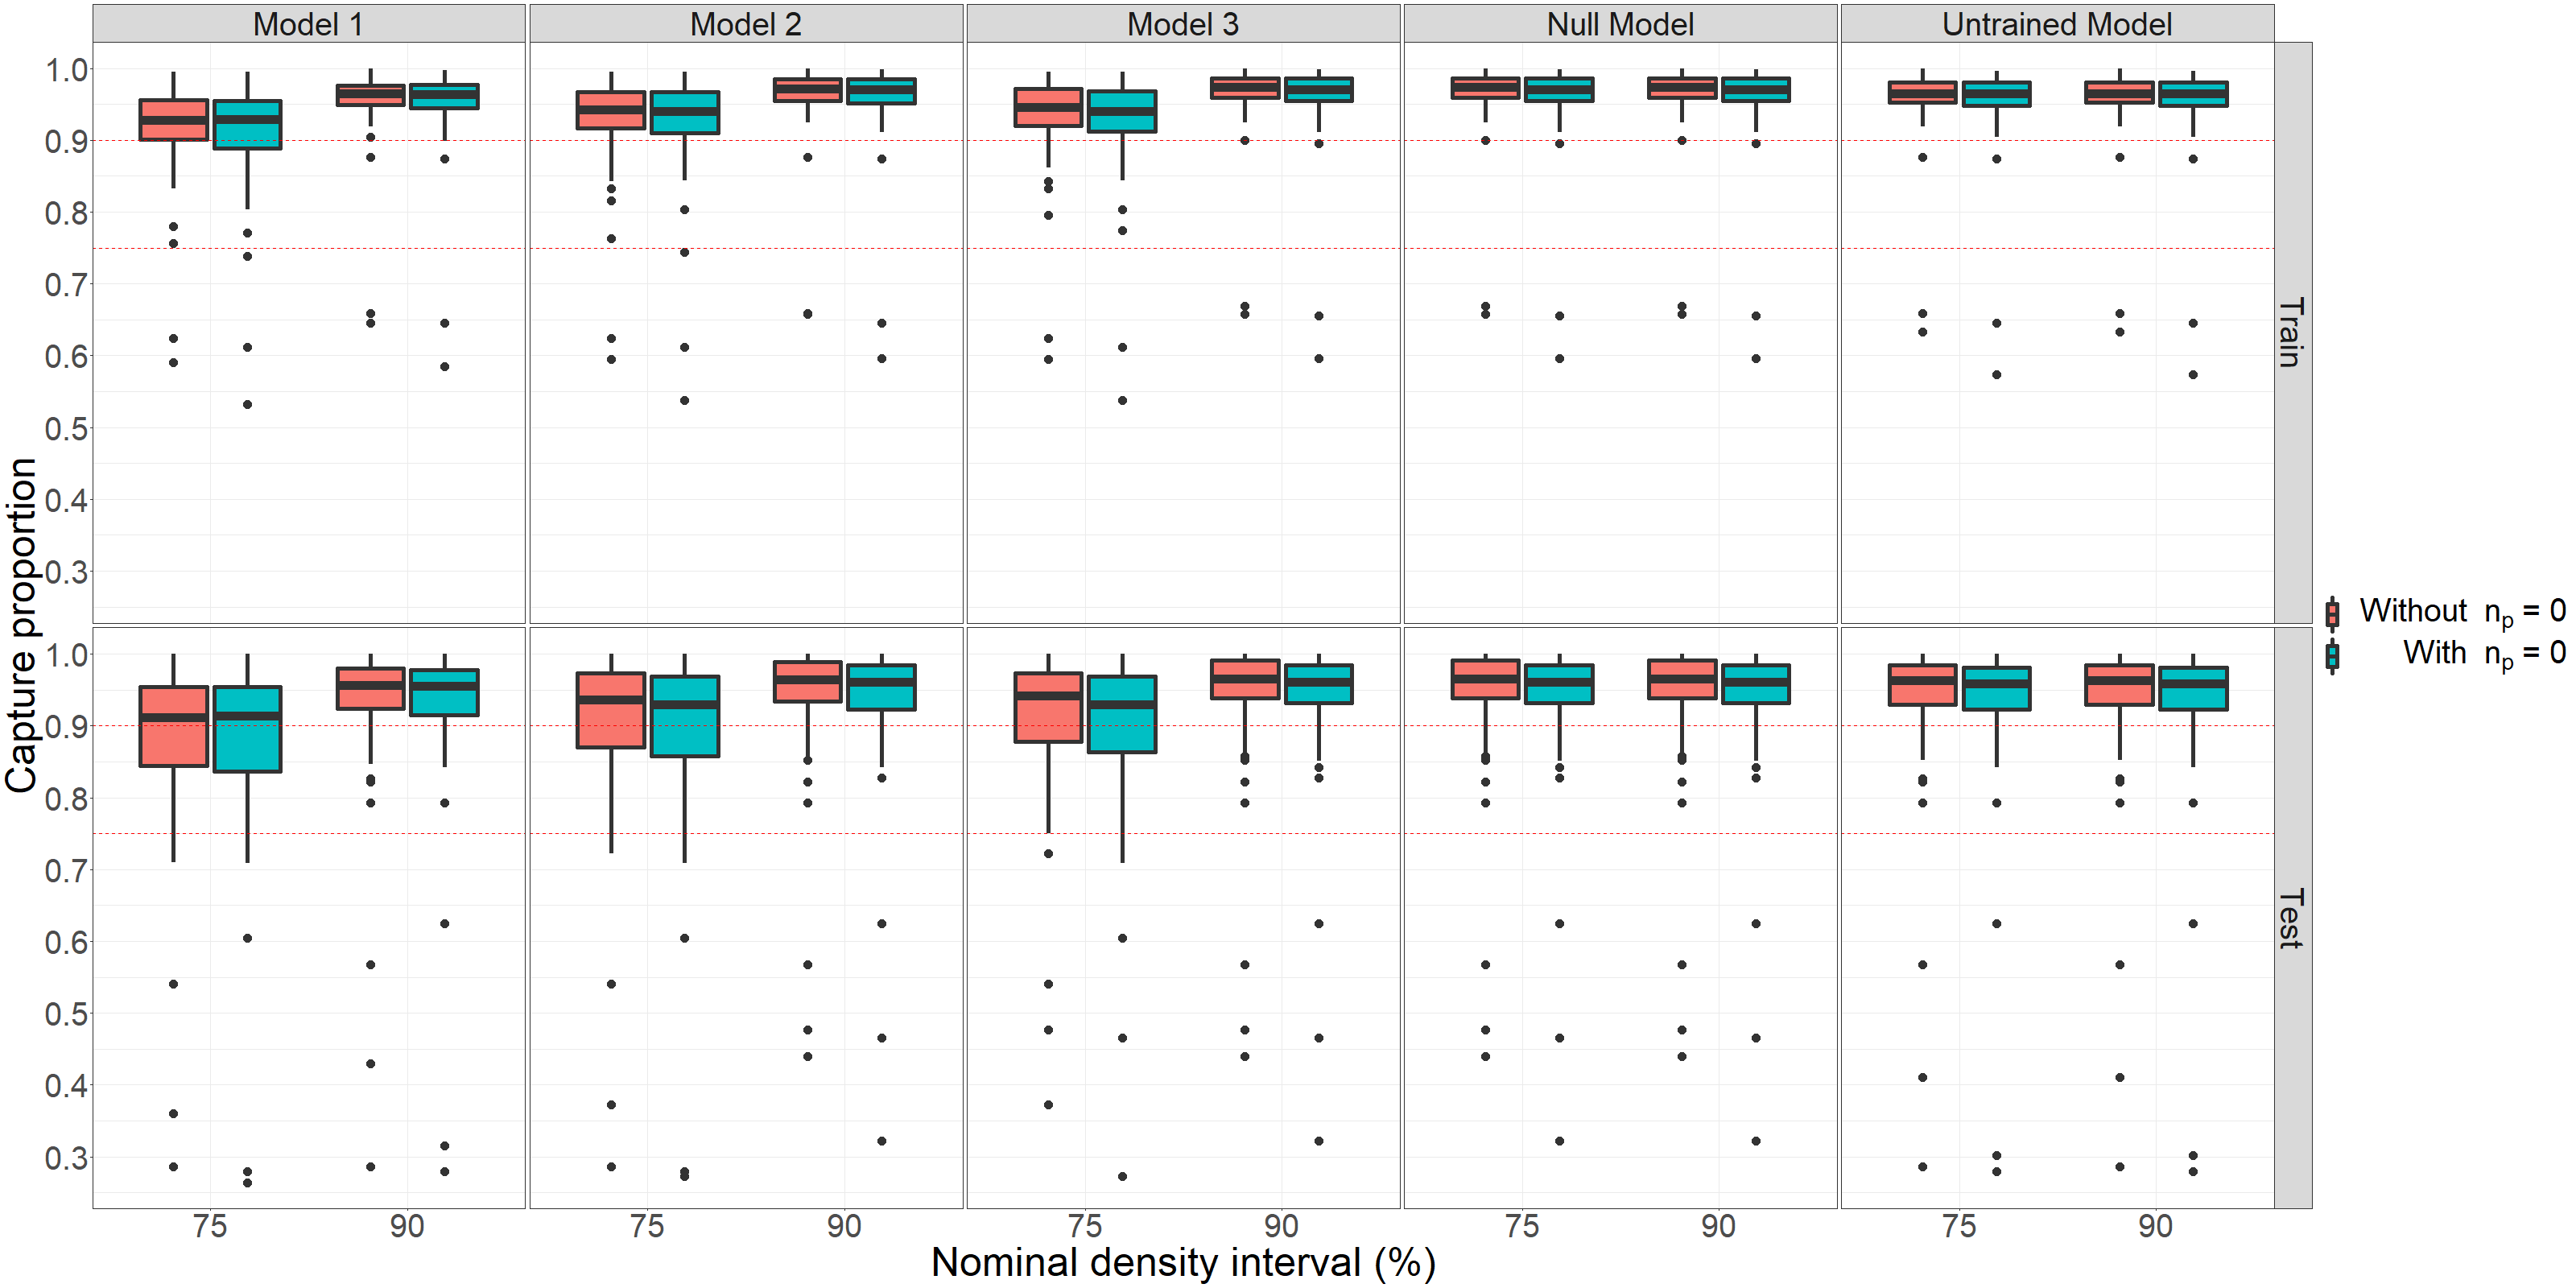 Model 1 Model 2 Model 3 Null Model Untrained Model
1.0
0.9
0.8
0.7
0.6
0.5
0.4
0.3
Train
1.0
0.9
0.8
0.7
0.6
0.5
0.4
0.3
Test
Capture proportion
75 90 75 90 75 90 75 90 75 90
Nominal density interval (%)
Without np = 0
With np = 0